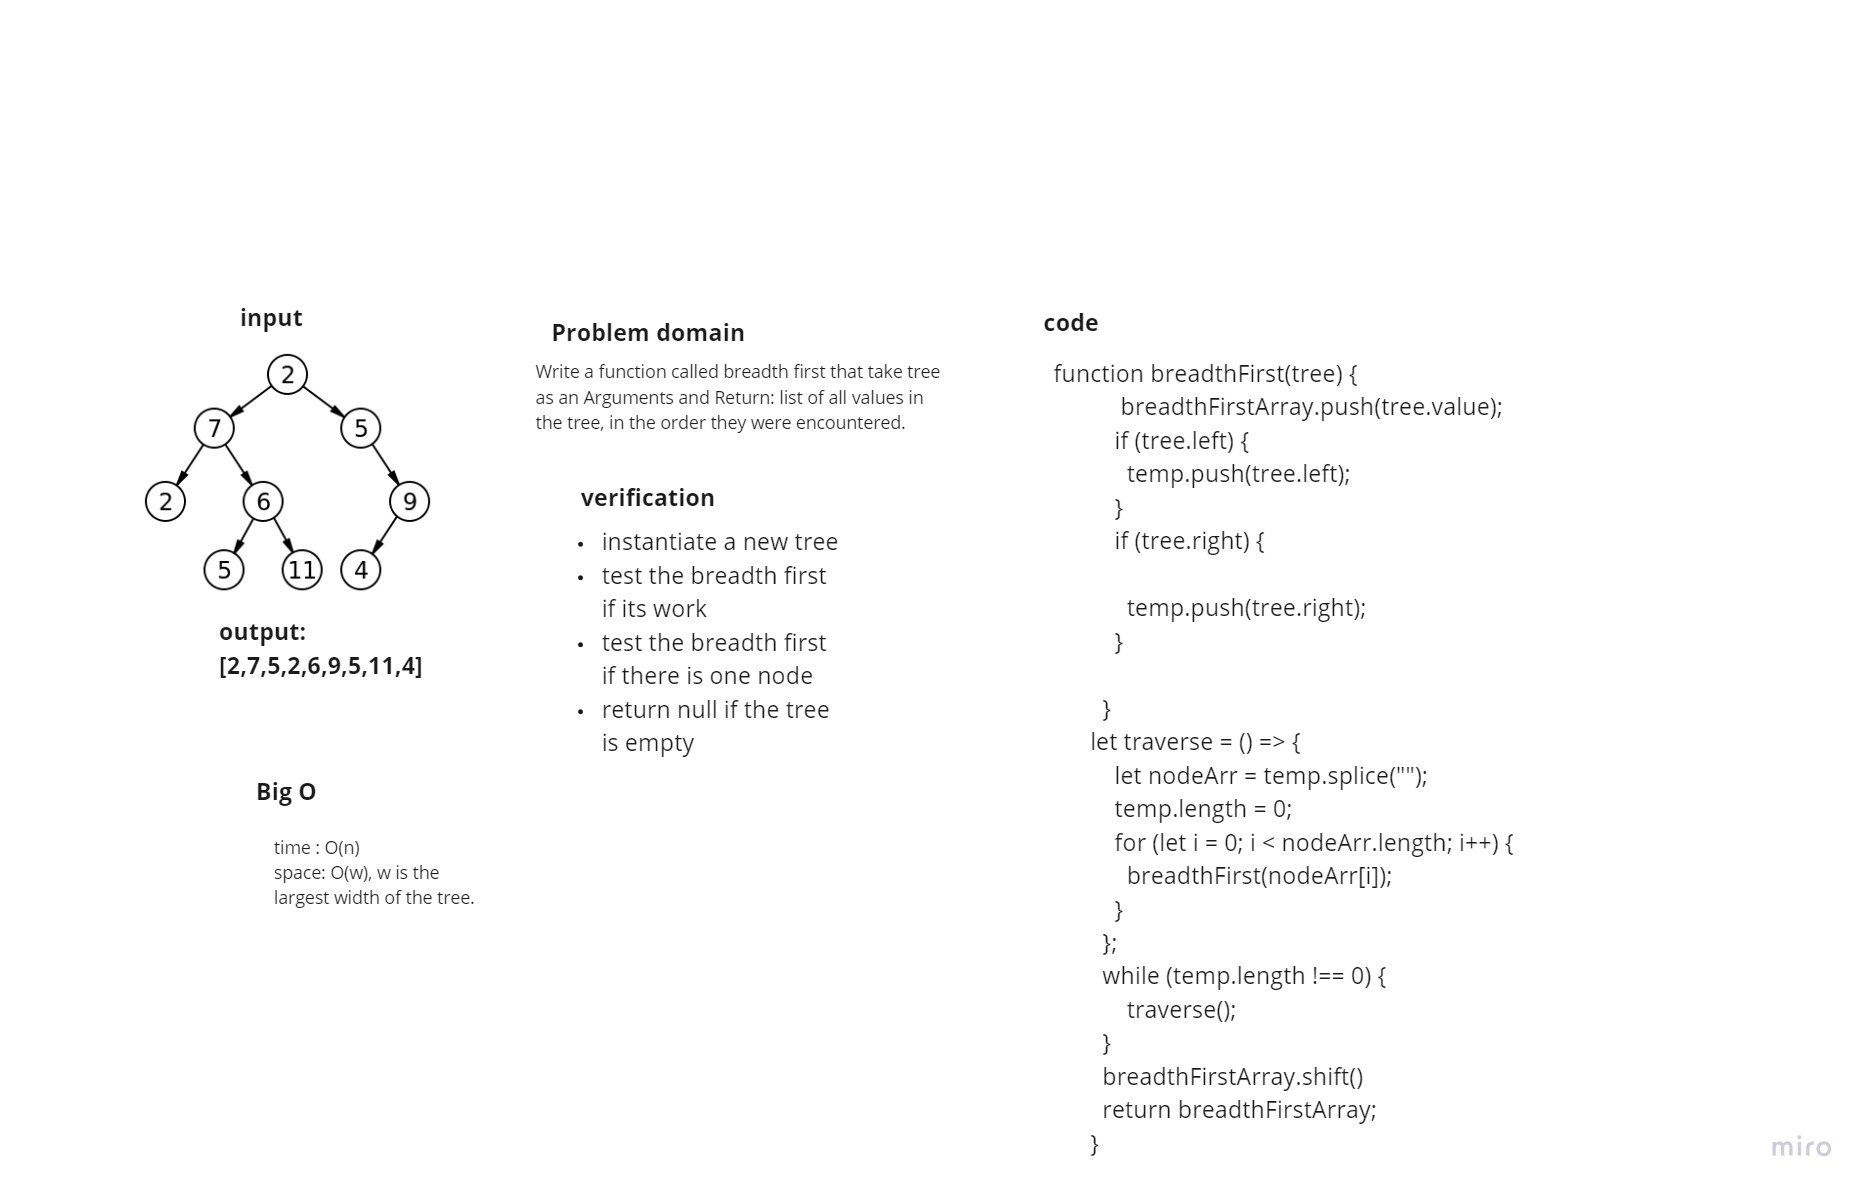 input
2
7
5
2
6
9
5
11
4
output:
[2,7,5,2,6,9,5,11,4]
Big O
time : O(n)
space: O(w), w is the
largest width of the tree.
Problem domain
Write a function called breadth first that take tree
as an Arguments and Return: list of all values in
the tree, in the order they were encountered.
verification
• instantiate a new tree
• test the breadth first
if its work
• test the breadth first
if there is one node
• return null if the tree
is empty
code
function breadthFirst(tree) {
breadthFirstArray.push(tree.value);
if (tree.left) {
temp.push(tree.left);
}
if (tree.right) {
temp.push(tree.right);
}
}
let traverse = () => {
let nodeArr = temp.splice("");
temp.length = 0;
for (let i = 0; i < nodeArr.length; i++) {
breadthFirst(nodeArr[i]);
}
};
while (temp.length !== 0) {
traverse();
}
breadthFirstArray.shift()
return breadthFirstArray;
}
miro